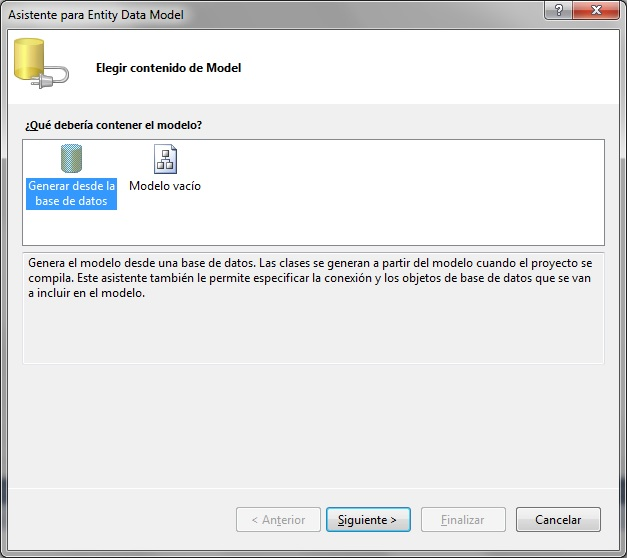 Asistente para Entity Data Model
?
Elegir contenido de Model
¿Qué debería contener el modelo?
Generar desde la
base de datos
Modelo vacío
Genera el modelo desde una base de datos. Las clases se generan a partir del modelo cuando el proyecto se
compila. Este asistente también le permite especificar la conexión y los objetos de base de datos que se van
a incluir en el modelo.
< Anterior
Siguiente >
Finalizar
Cancelar